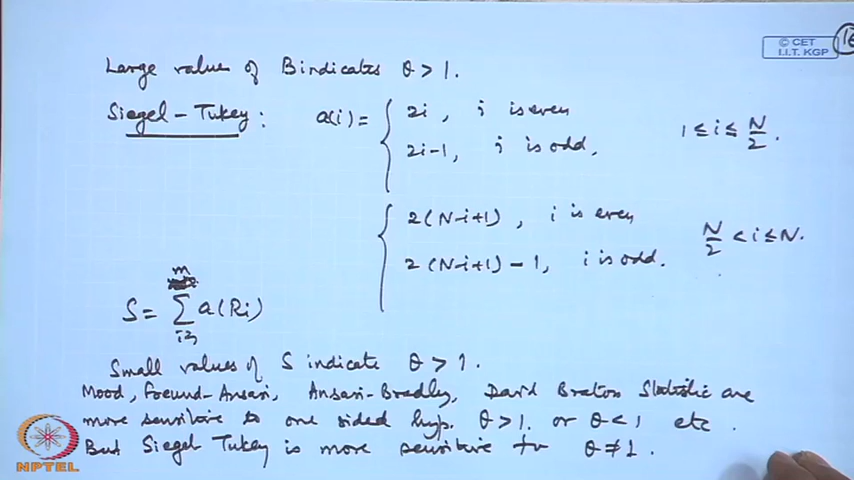 © CET
I.I.T. KGP
16
Large value of B indicates θ > 1.
Siegel-Tukey: a(i) = { 2i, i is even
2i-1, i is odd, 1 ≤ i ≤ N/2.
{ 2(N-i+1), i is even
2(N-i+1)-1, i is odd. N/2 < i ≤ N.
S = ∑ a(Ri)
Small values of S indicate θ > 1.
Mood, Freund-Ansari, Ansari-Bradley, David Barton Statistic are
more sensitive to one sided hyp. θ > 1. or θ < 1 etc.
But Siegel Tukey is more sensitive to θ ≠ 1.
NPTEL